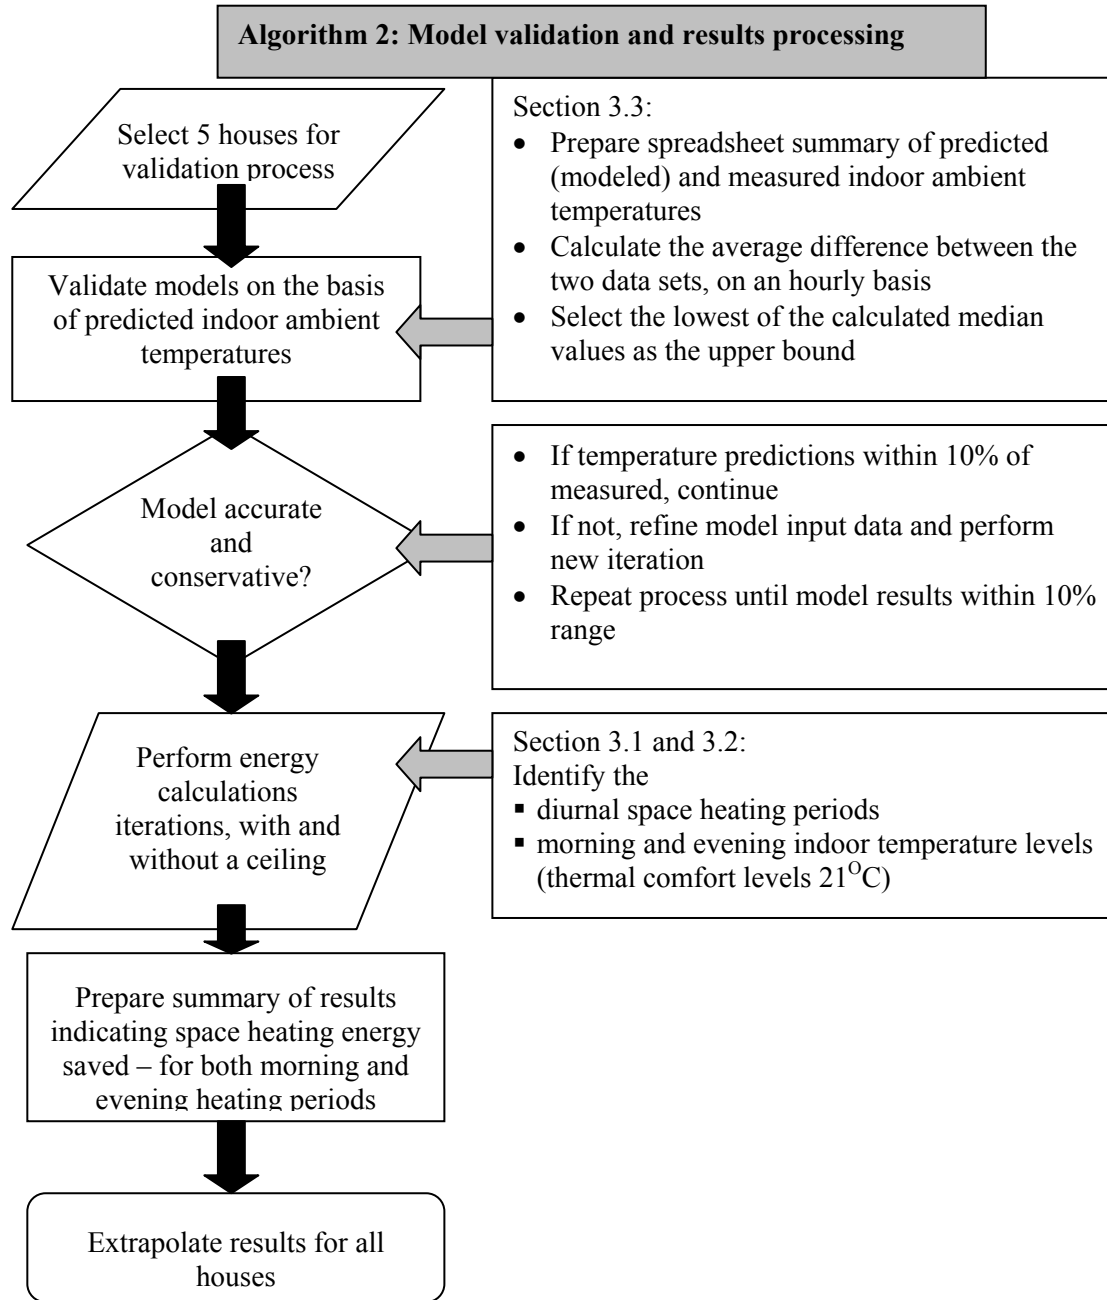 Algorithm 2: Model validation and results processing
Select 5 houses for
validation process
Section 3.3:
• Prepare spreadsheet summary of predicted
(modeled) and measured indoor ambient
temperatures
• Calculate the average difference between the
two data sets, on an hourly basis
• Select the lowest of the calculated median
values as the upper bound
Validate models on the basis
of predicted indoor ambient
temperatures
Model accurate
and
conservative?
• If temperature predictions within 10% of
measured, continue
• If not, refine model input data and perform
new iteration
• Repeat process until model results within 10%
range
Perform energy
calculations
iterations, with and
without a ceiling
Section 3.1 and 3.2:
Identify the
▪ diurnal space heating periods
▪ morning and evening indoor temperature levels
(thermal comfort levels 21ᴼC)
Prepare summary of results
indicating space heating energy
saved – for both morning and
evening heating periods
Extrapolate results for all
houses